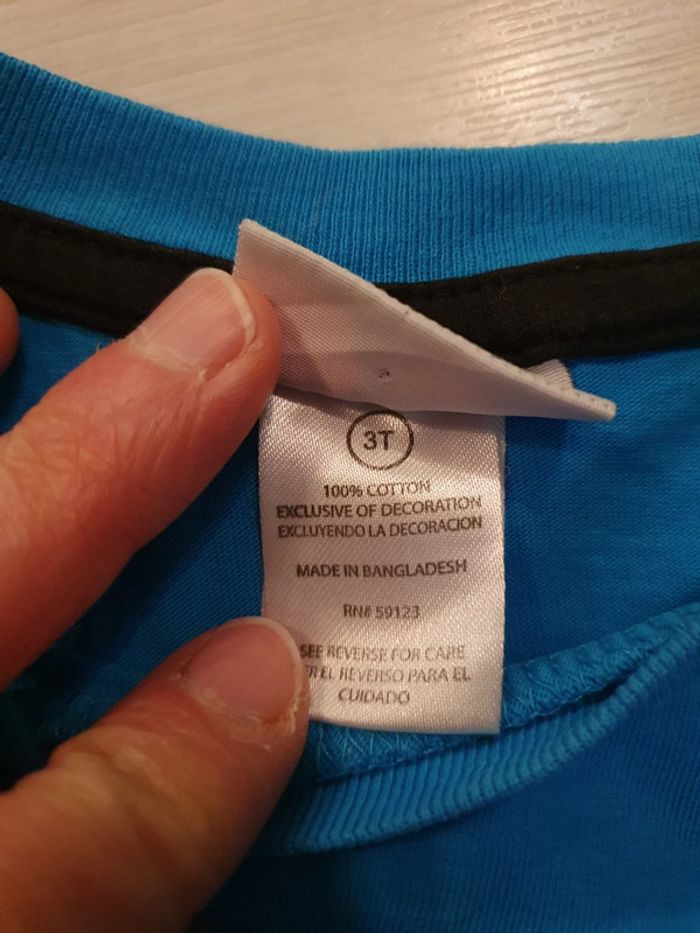 3T
100% COTTON
EXCLUSIVE OF DECORATION
EXCLUYENDO LA DECORACION
MADE IN BANGLADESH
RN# 59123
SEE REVERSE FOR CARE
EL REVERSO PARA EL
CUIDADO